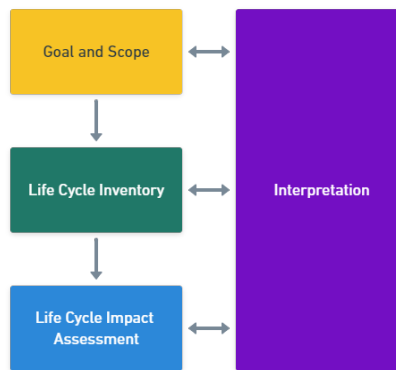 Goal and Scope
Life Cycle Inventory
Interpretation
Life Cycle Impact
Assessment